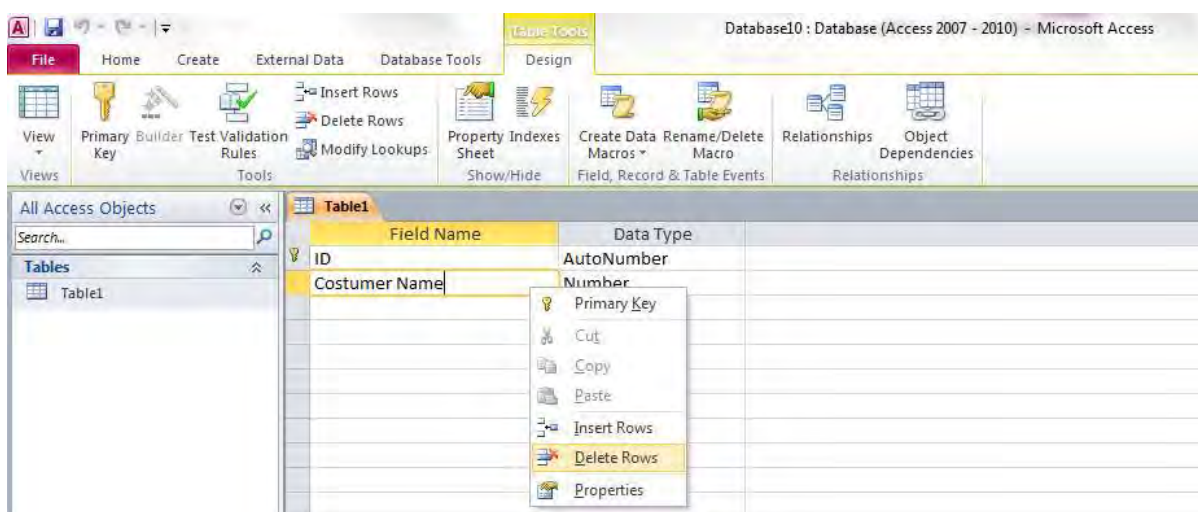 A
Table Tools
Database10 : Database (Access 2007 - 2010) - Microsoft Access
File Home Create External Data Database Tools Design
View
Primary Key
Builder
Test Validation Rules
Insert Rows
Delete Rows
Modify Lookups
Property Sheet
Indexes
Create Data Macros
Rename/Delete Macro
Relationships
Object Dependencies
Views Tools Show/Hide Field, Record & Table Events Relationships
All Access Objects
Table1
Search...
Field Name Data Type
Tables
ID AutoNumber
Table1
Costumer Name Number
Primary Key
Cut
Copy
Paste
Insert Rows
Delete Rows
Properties